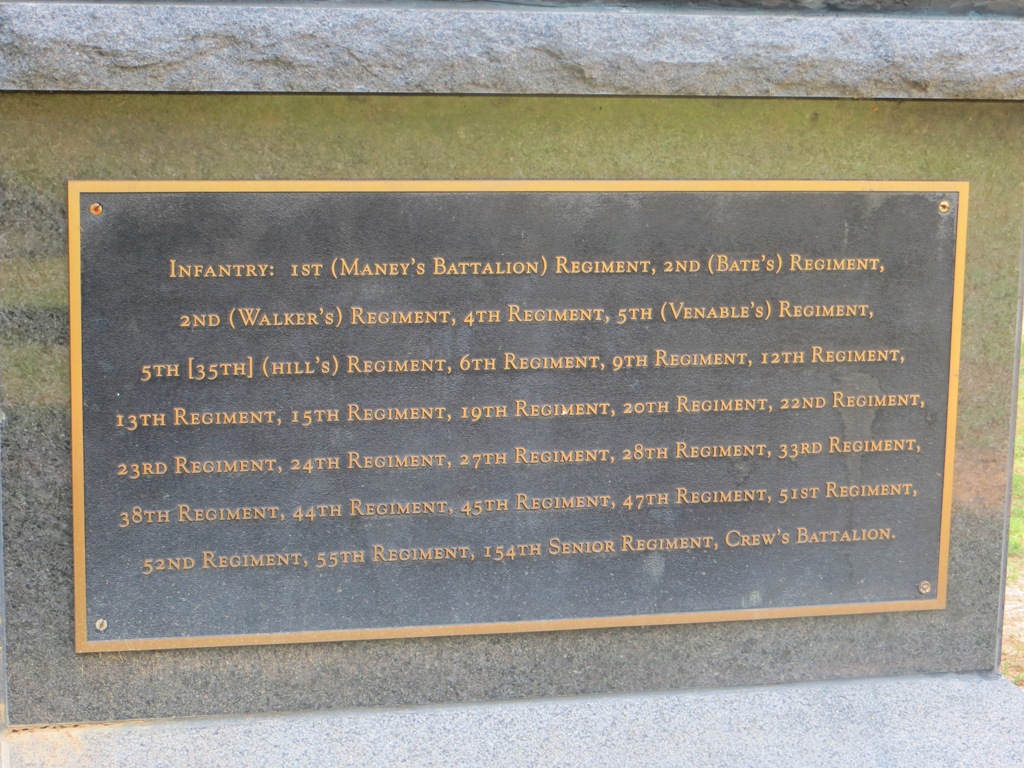 Infantry: 1st (Maney's Battalion) Regiment, 2nd (Bate's) Regiment,
2nd (Walker's) Regiment, 4th Regiment, 5th (Venable's) Regiment,
5th [35th] (hill's) Regiment, 6th Regiment, 9th Regiment, 12th Regiment,
13th Regiment, 15th Regiment, 19th Regiment, 20th Regiment, 22nd Regiment,
23rd Regiment, 24th Regiment, 27th Regiment, 28th Regiment, 33rd Regiment,
38th Regiment, 44th Regiment, 45th Regiment, 47th Regiment, 51st Regiment,
52nd Regiment, 55th Regiment, 154th Senior Regiment, Crew's Battalion.